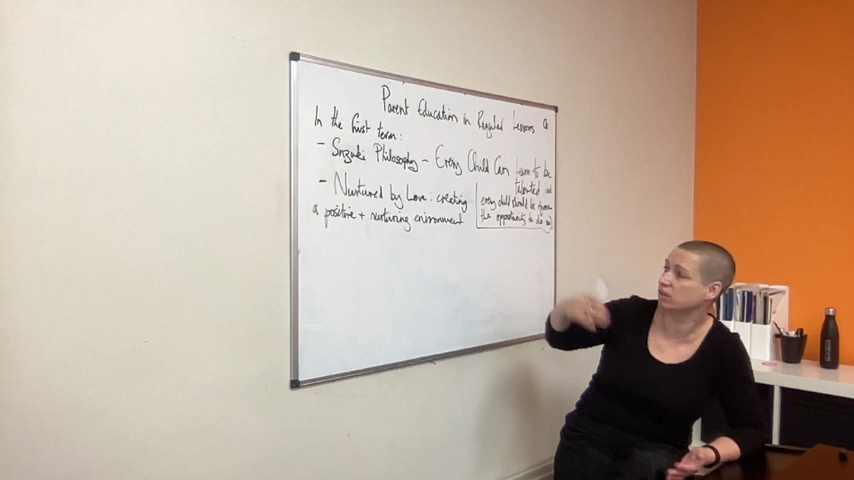 Parent Education in Regular Lessons
In the first term:
- Suzuki Philosophy - Every Child Can learn to be
talented and
every child should be given
the opportunity to do so
- Nurtured by Love: creating
a positive + nurturing environment